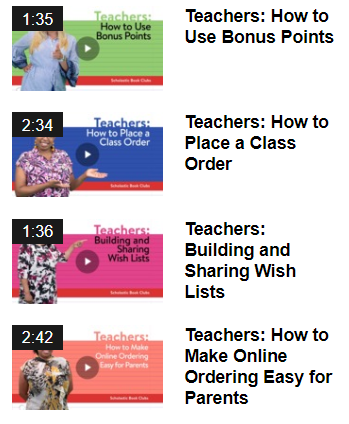 1:35
Teachers:
How to Use
Bonus Points
Scholastic Book Clubs
Teachers: How to
Use Bonus Points
2:34
Teachers:
How to Place a
Class Order
Scholastic Book Clubs
Teachers: How to
Place a Class
Order
1:36
Teachers:
Building and
Sharing
Wish Lists
Scholastic Book Clubs
Teachers:
Building and
Sharing Wish
Lists
2:42
Teachers:
How to Make
Online Ordering
Easy for Parents
Scholastic Book Clubs
Teachers: How to
Make Online
Ordering Easy for
Parents